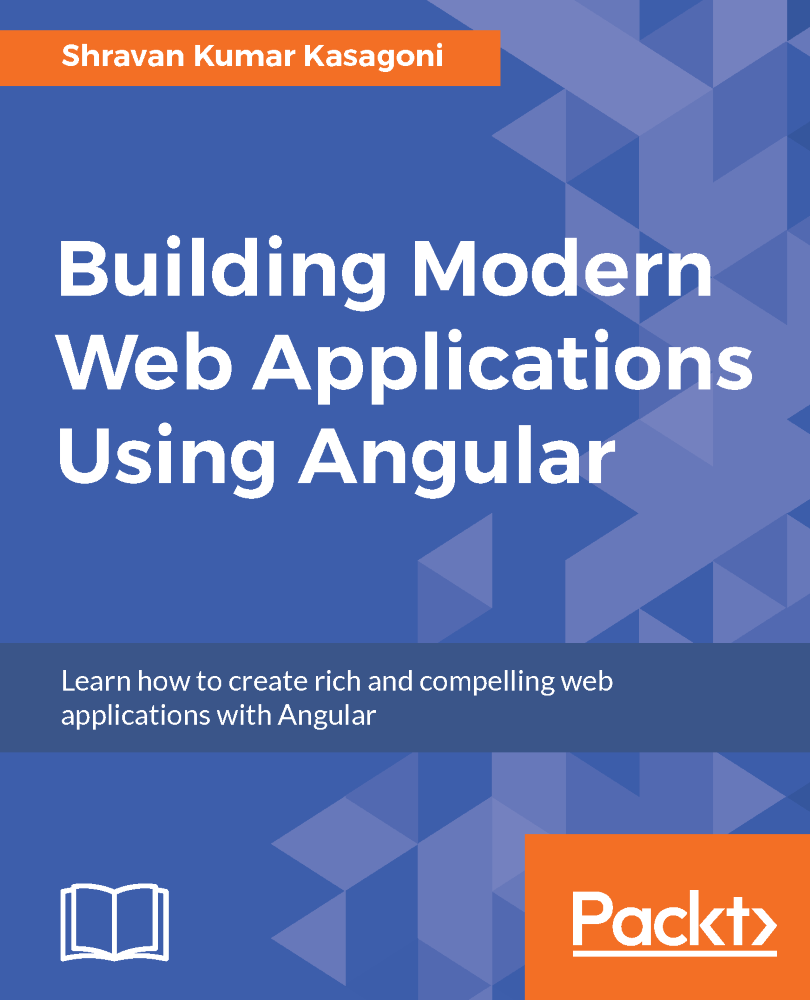 Shravan Kumar Kasagoni
Building Modern
Web Applications
Using Angular
Learn how to create rich and compelling web
applications with Angular
Packt>